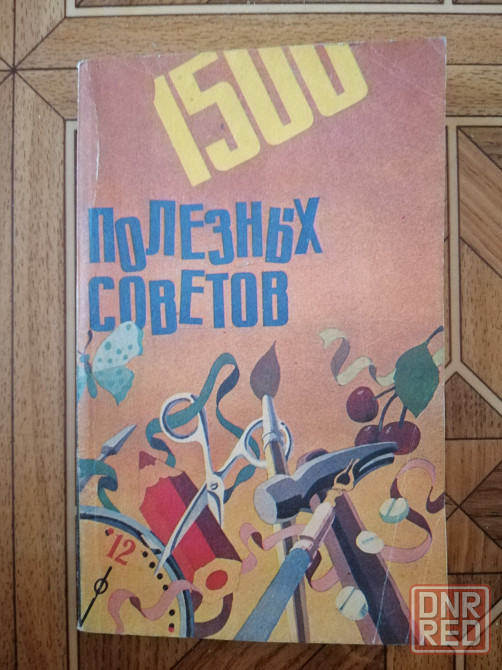 1500
ПОЛЕЗНЫХ
СОВЕТОВ
12
DNR
RED